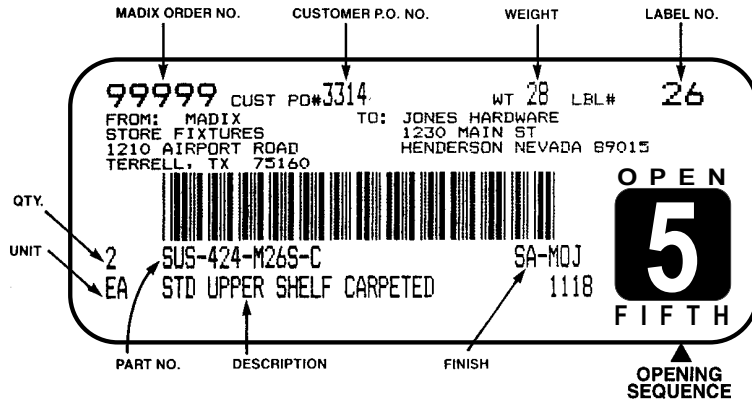 MADIX ORDER NO. CUSTOMER P.O. NO. WEIGHT LABEL NO.
99999 CUST PO#3314 WT 28 LBL# 26
FROM: MADIX TO: JONES HARDWARE
STORE FIXTURES 1230 MAIN ST
1210 AIRPORT ROAD HENDERSON NEVADA 89015
TERRELL, TX 75160
OPEN
5
FIFTH
QTY. 2 SUS-424-M26S-C SA-MOJ
UNIT EA STD UPPER SHELF CARPETED 1118
PART NO. DESCRIPTION FINISH
OPENING
SEQUENCE